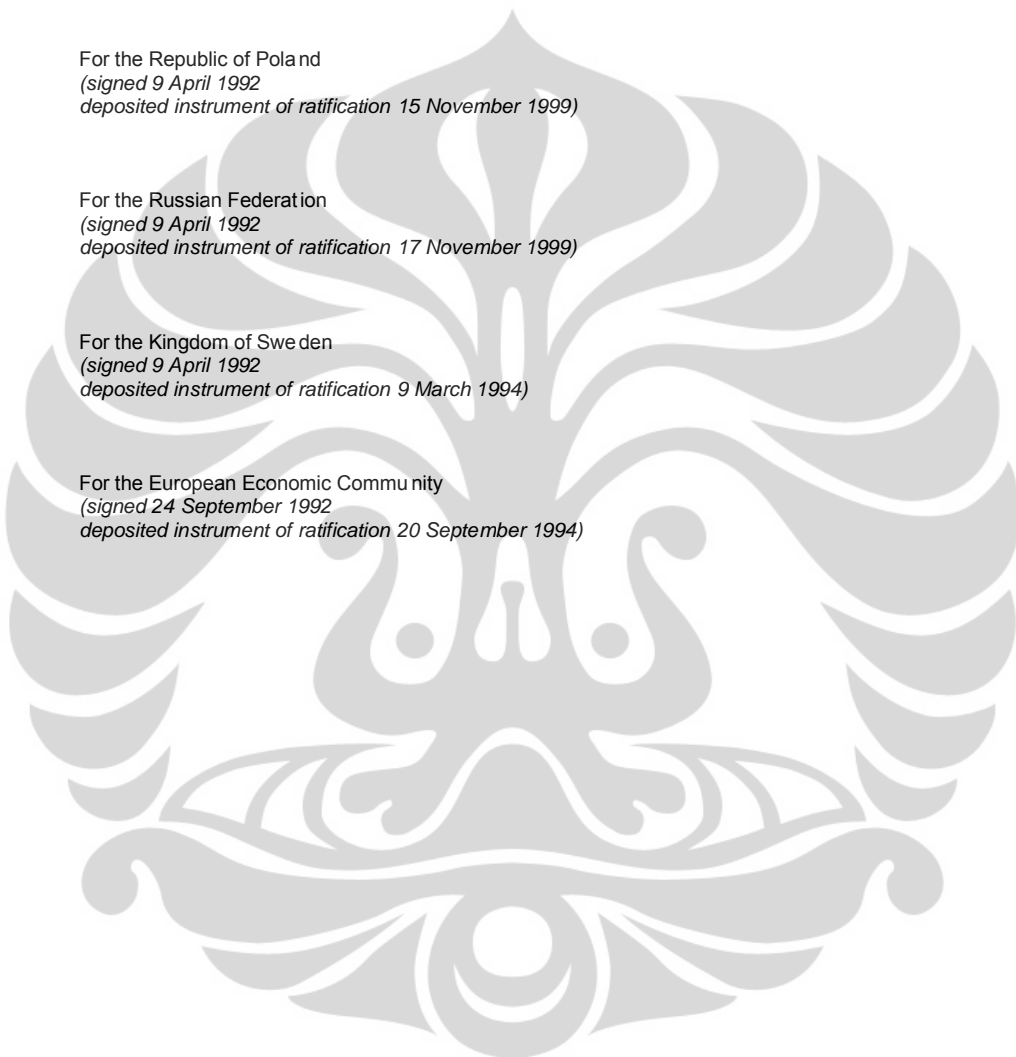 For the Republic of Poland
(signed 9 April 1992
deposited instrument of ratification 15 November 1999)
For the Russian Federation
(signed 9 April 1992
deposited instrument of ratification 17 November 1999)
For the Kingdom of Sweden
(signed 9 April 1992
deposited instrument of ratification 9 March 1994)
For the European Economic Community
(signed 24 September 1992
deposited instrument of ratification 20 September 1994)